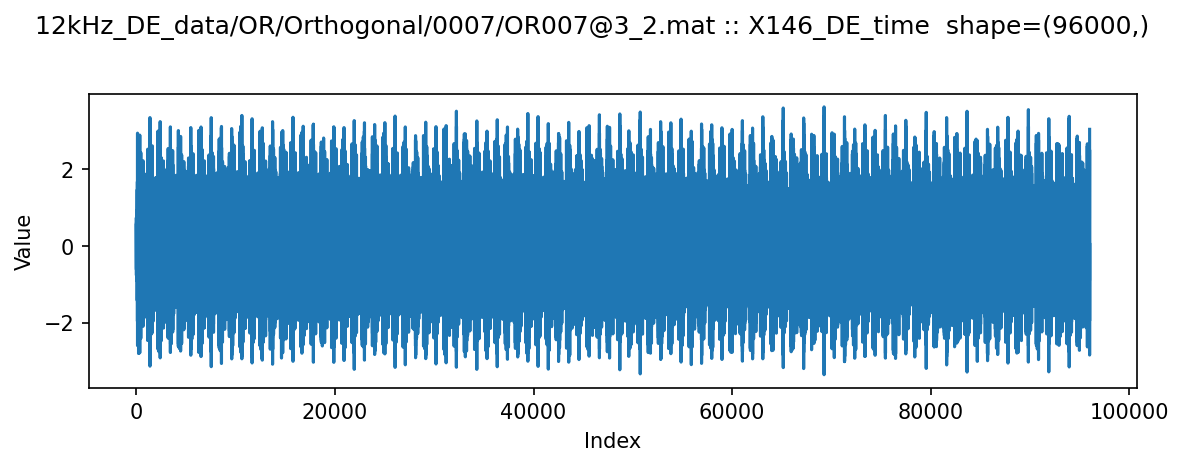 12kHz_DE_data/OR/Orthogonal/0007/OR007@3_2.mat :: X146_DE_time  shape=(96000,)
2
0
−2
Value
0 20000 40000 60000 80000 100000
Index